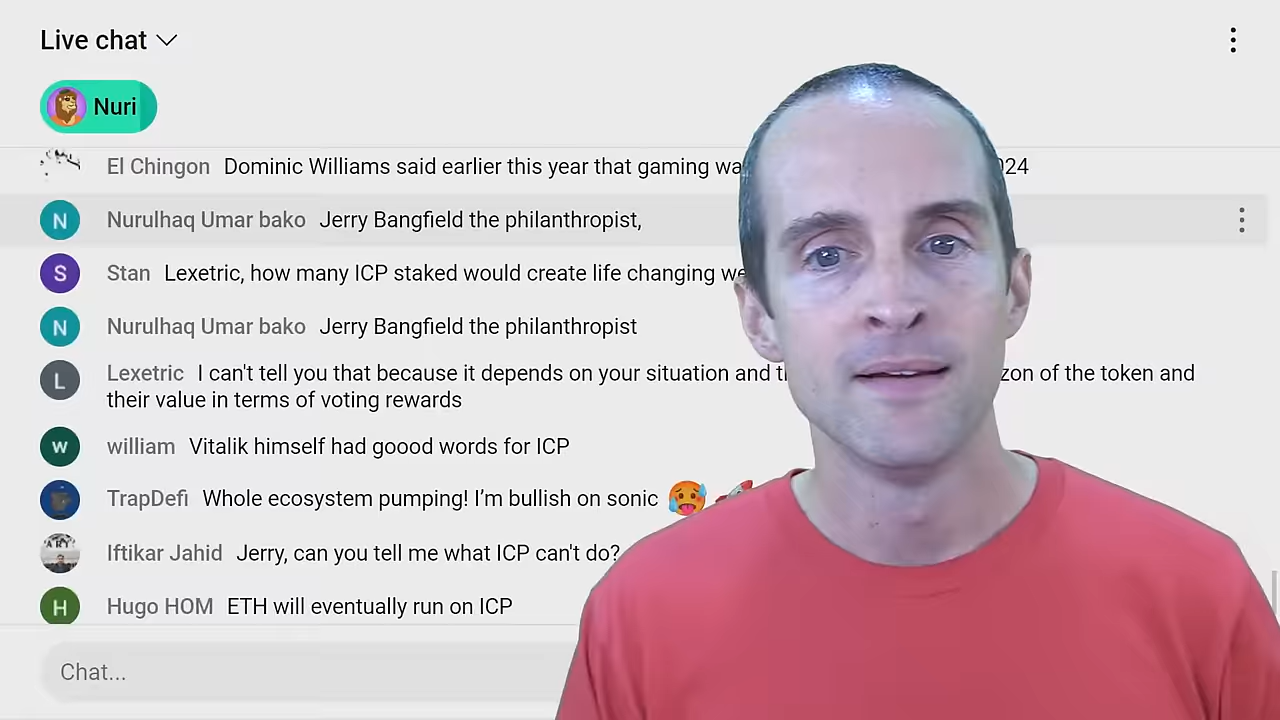 Live chat
Nuri
El Chingon Dominic Williams said earlier this year that gaming 024
Nurulhaq Umar bako Jerry Bangfield the philanthropist,
Stan Lexetric, how many ICP staked would create life changing
Nurulhaq Umar bako Jerry Bangfield the philanthropist
Lexetric I can't tell you that because it depends on your situation and of the token and
their value in terms of voting rewards
william Vitalik himself had goood words for ICP
TrapDefi Whole ecosystem pumping! I'm bullish on sonic 🥵🚀
Iftikar Jahid Jerry, can you tell me what ICP can't do?
Hugo HOM ETH will eventually run on ICP
Chat...